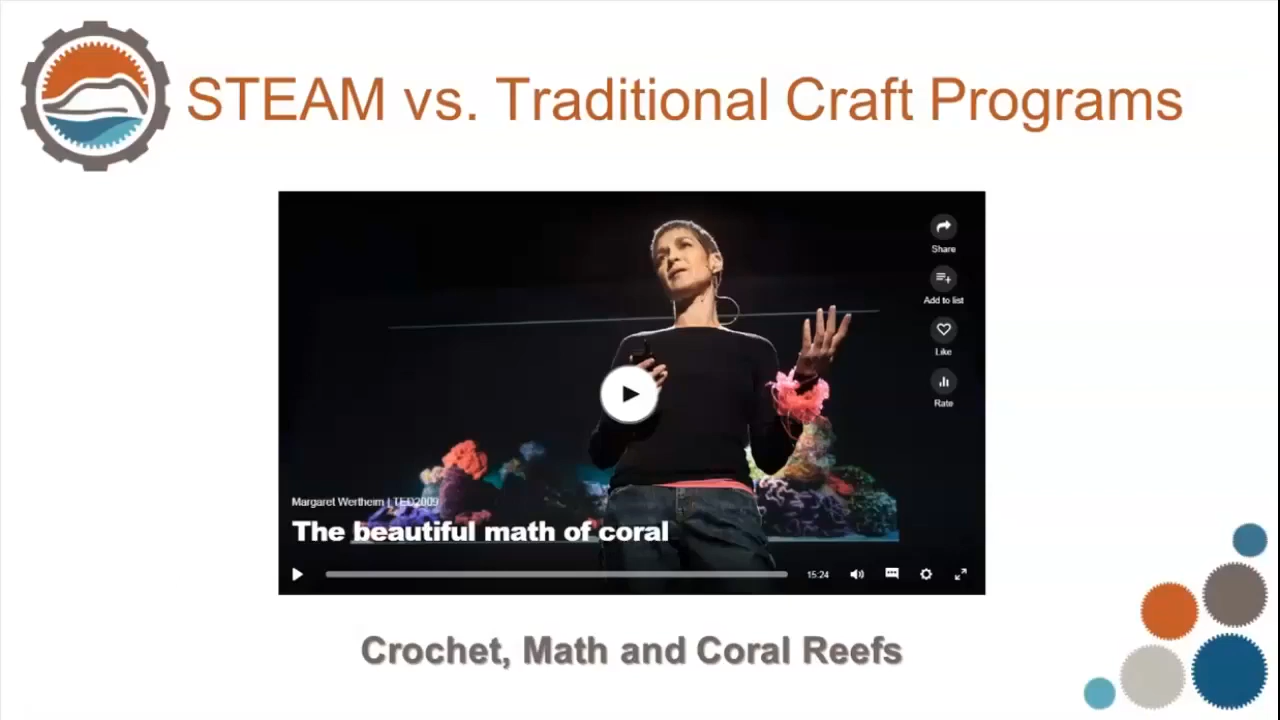 STEAM vs. Traditional Craft Programs
Share
Add to list
Like
Rate
Margaret Wertheim | TED2009
The beautiful math of coral
15:24
Crochet, Math and Coral Reefs